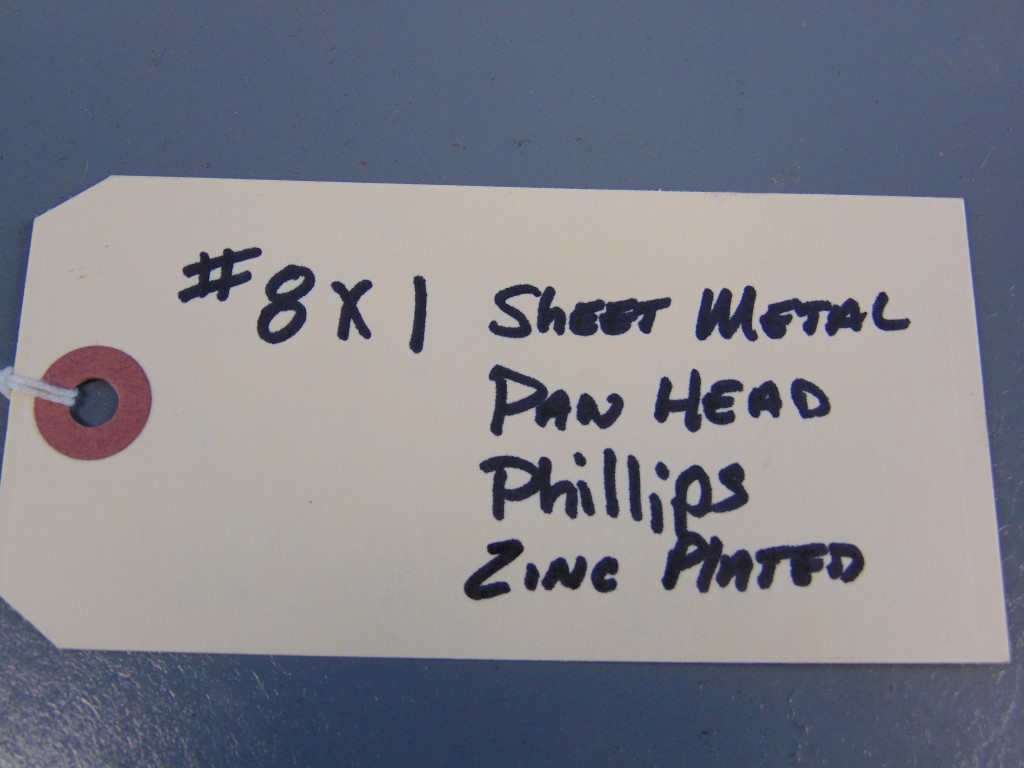 #8 X 1 SHEET METAL
PAN HEAD
Phillips
ZINC PLATED